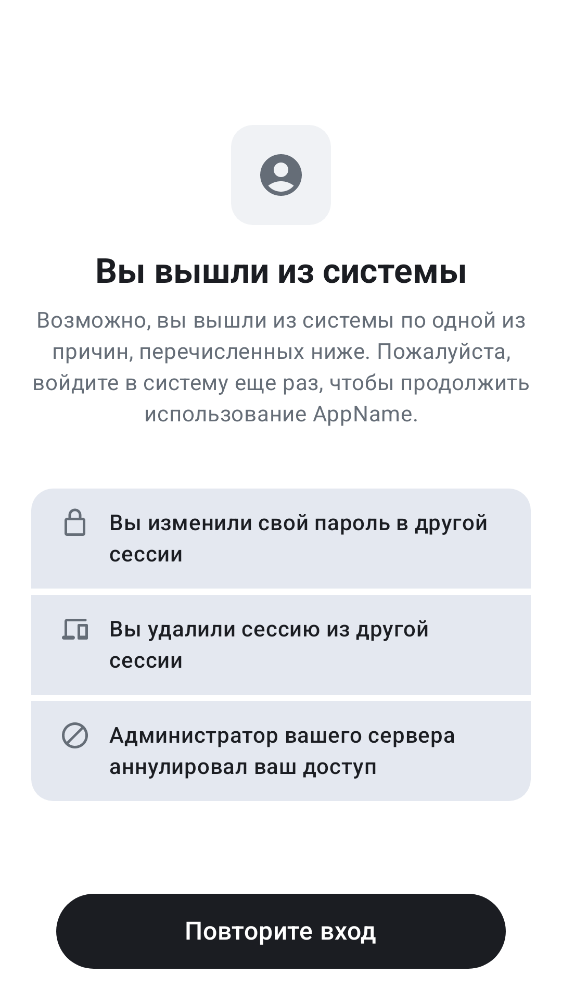 Вы вышли из системы
Возможно, вы вышли из системы по одной из
причин, перечисленных ниже. Пожалуйста,
войдите в систему еще раз, чтобы продолжить
использование AppName.
Вы изменили свой пароль в другой
сессии
Вы удалили сессию из другой
сессии
Администратор вашего сервера
аннулировал ваш доступ
Повторите вход